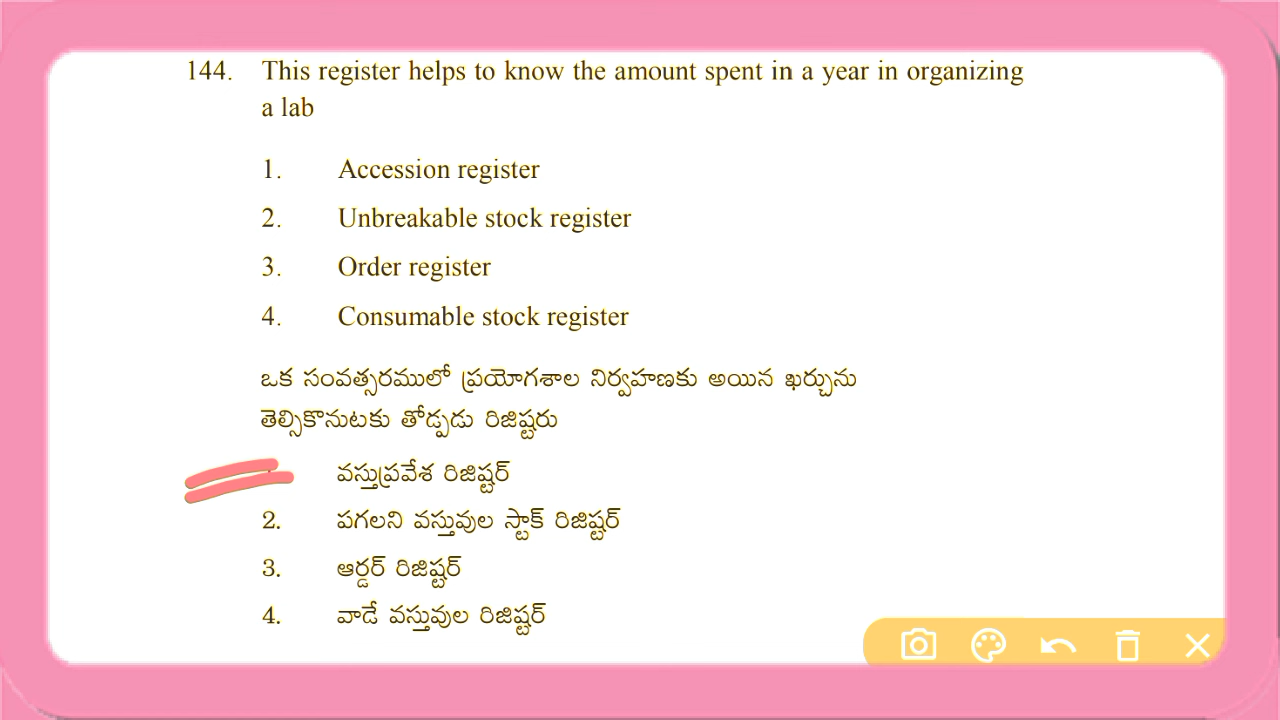 144. This register helps to know the amount spent in a year in organizing
a lab
1. Accession register
2. Unbreakable stock register
3. Order register
4. Consumable stock register
ఒక సంవత్సరములో ప్రయోగశాల నిర్వహణకు అయిన ఖర్చును
తెల్సికొనుటకు తోడ్పడు రిజిష్టరు
వస్తుప్రవేశ రిజిష్టర్
2. పగలని వస్తువుల స్టాక్ రిజిష్టర్
3. ఆర్డర్ రిజిష్టర్
4. వాడే వస్తువుల రిజిష్టర్